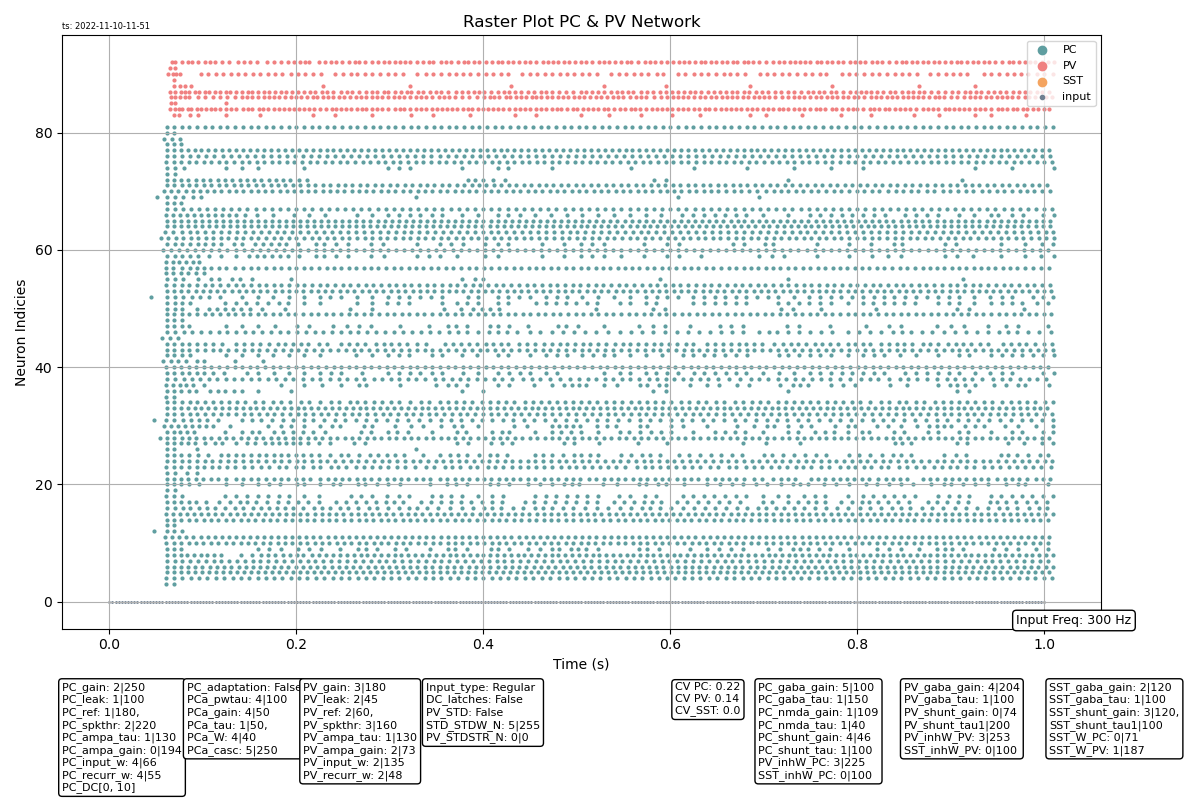 ts: 2022-11-10-11-51
Raster Plot PC & PV Network
PC
PV
SST
input
Neuron Indicies
80
60
40
20
0
0.0 0.2 0.4 0.6 0.8 1.0
Time (s)
Input Freq: 300 Hz
PC_gain: 2|250
PC_leak: 1|100
PC_ref: 1|180,
PC_spkthr: 2|220
PC_ampa_tau: 1|130
PC_ampa_gain: 0|194
PC_input_w: 4|66
PC_recurr_w: 4|55
PC_DC[0, 10]
PC_adaptation: False
PCa_pwtau: 4|100
PCa_gain: 4|50
PCa_tau: 1|50,
PCa_W: 4|40
PCa_casc: 5|250
PV_gain: 3|180
PV_leak: 2|45
PV_ref: 2|60,
PV_spkthr: 3|160
PV_ampa_tau: 1|130
PV_ampa_gain: 2|73
PV_input_w: 2|135
PV_recurr_w: 2|48
Input_type: Regular
DC_latches: False
PV_STD: False
STD_STDW_N: 5|255
PV_STDSTR_N: 0|0
CV PC: 0.22
CV PV: 0.14
CV_SST: 0.0
PC_gaba_gain: 5|100
PC_gaba_tau: 1|150
PC_nmda_gain: 1|109
PC_nmda_tau: 1|40
PC_shunt_gain: 4|46
PC_shunt_tau: 1|100
PV_inhW_PC: 3|225
SST_inhW_PC: 0|100
PV_gaba_gain: 4|204
PV_gaba_tau: 1|100
PV_shunt_gain: 0|74
PV_shunt_tau1|200
PV_inhW_PV: 3|253
SST_inhW_PV: 0|100
SST_gaba_gain: 2|120
SST_gaba_tau: 1|100
SST_shunt_gain: 3|120,
SST_shunt_tau1|100
SST_W_PC: 0|71
SST_W_PV: 1|187